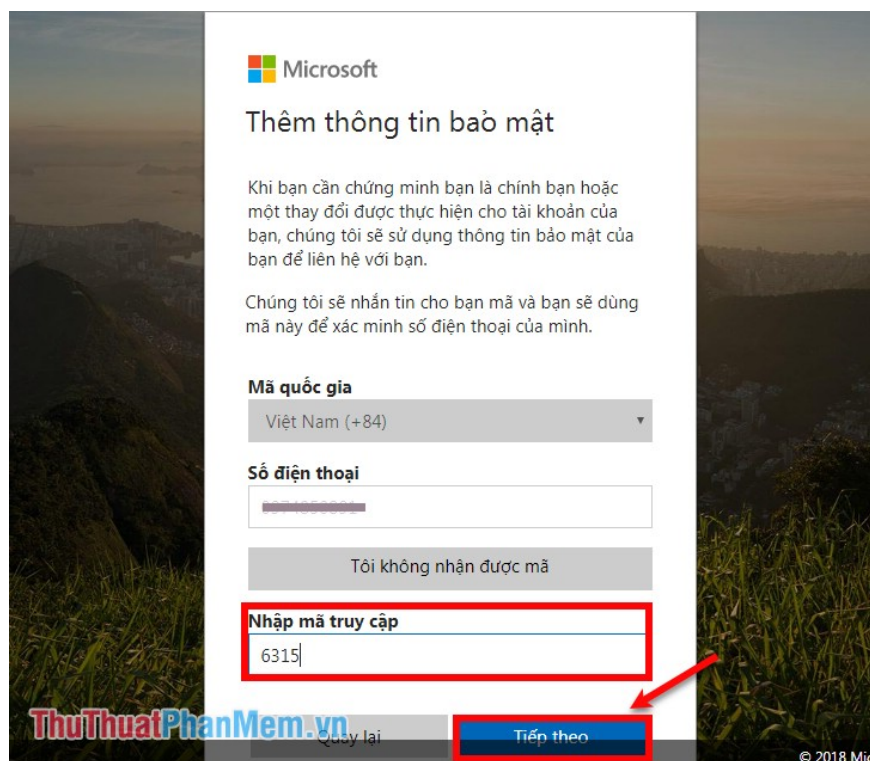 Microsoft
Thêm thông tin bảo mật
Khi bạn cần chứng minh bạn là chính bạn hoặc
một thay đổi được thực hiện cho tài khoản của
bạn, chúng tôi sẽ sử dụng thông tin bảo mật của
bạn để liên hệ với bạn.
Chúng tôi sẽ nhắn tin cho bạn mã và bạn sẽ dùng
mã này để xác minh số điện thoại của mình.
Mã quốc gia
Việt Nam (+84)
Số điện thoại
Tôi không nhận được mã
Nhập mã truy cập
6315
ThuThuatPhanMem.vn
Quay lại
Tiếp theo
© 2018 Mic